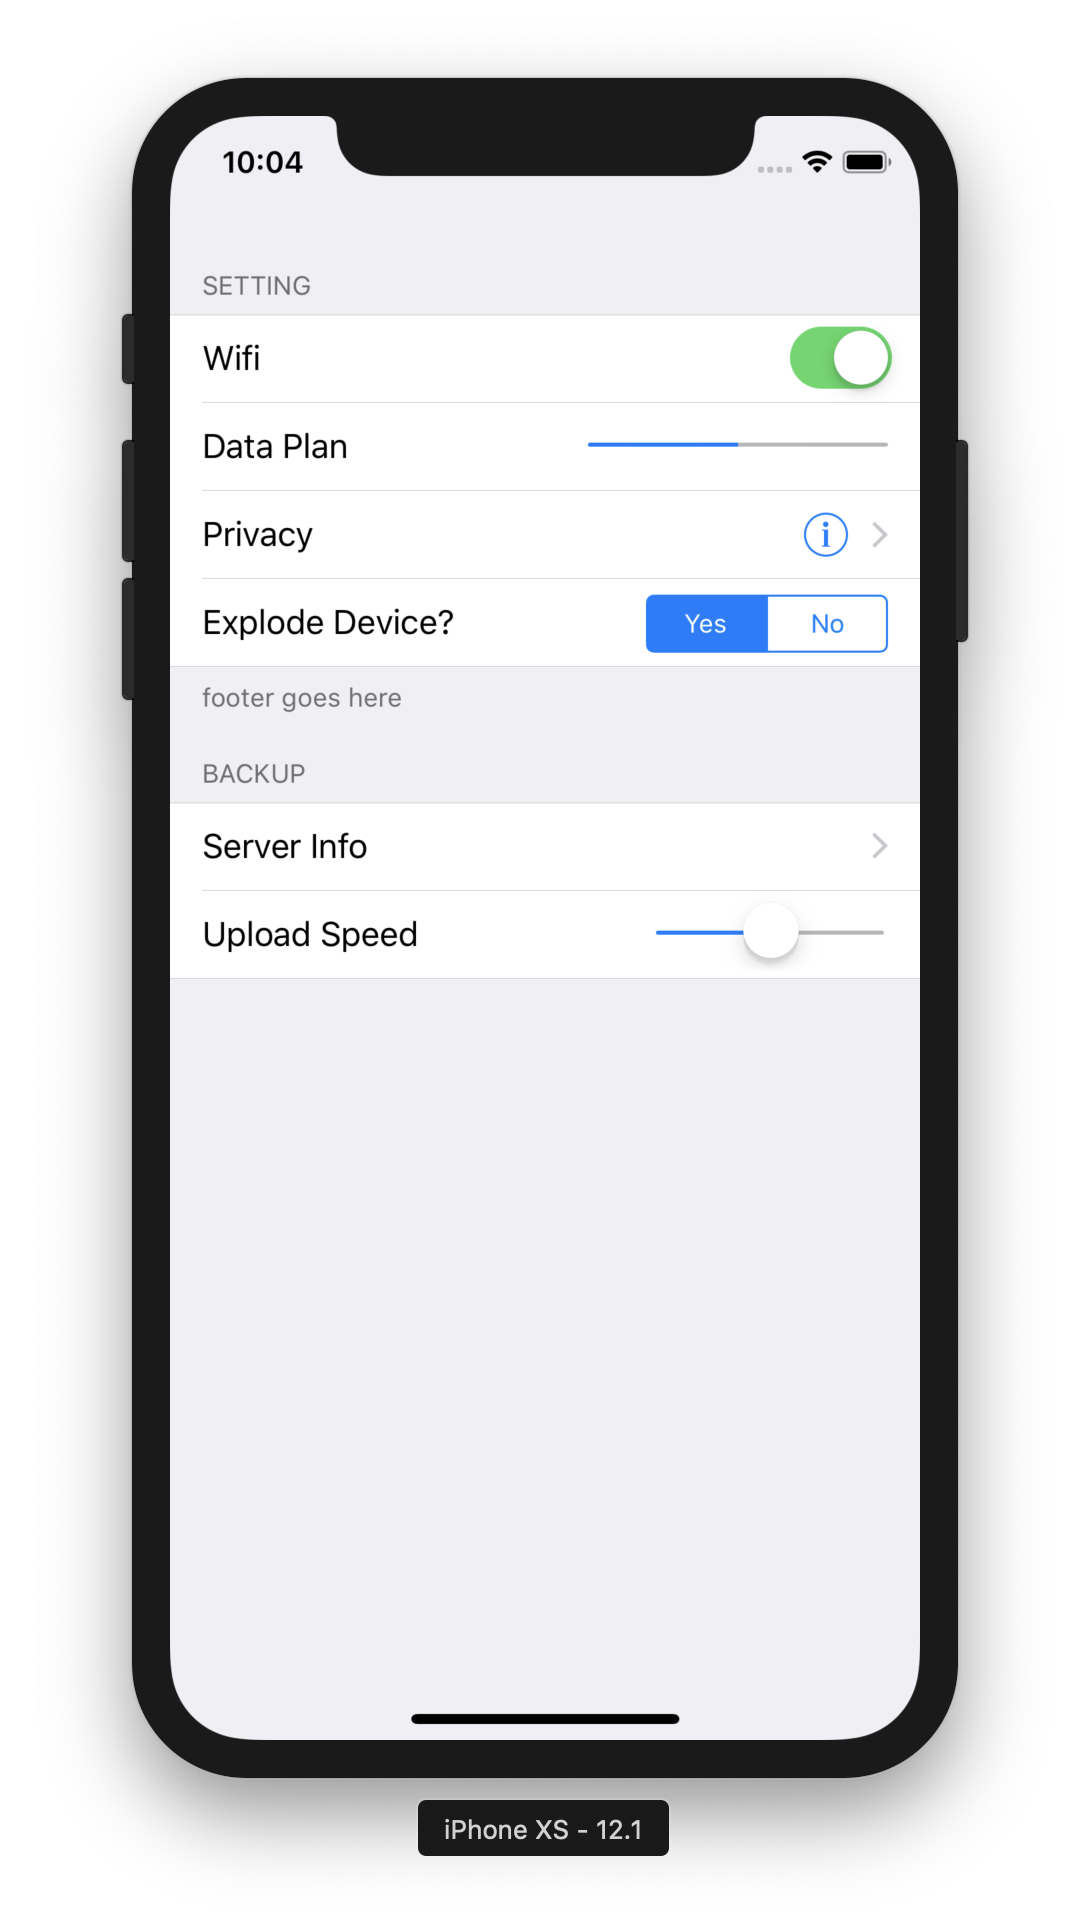 10:04
SETTING
Wifi
Data Plan
Privacy
Explode Device? Yes No
footer goes here
BACKUP
Server Info
Upload Speed
iPhone XS - 12.1